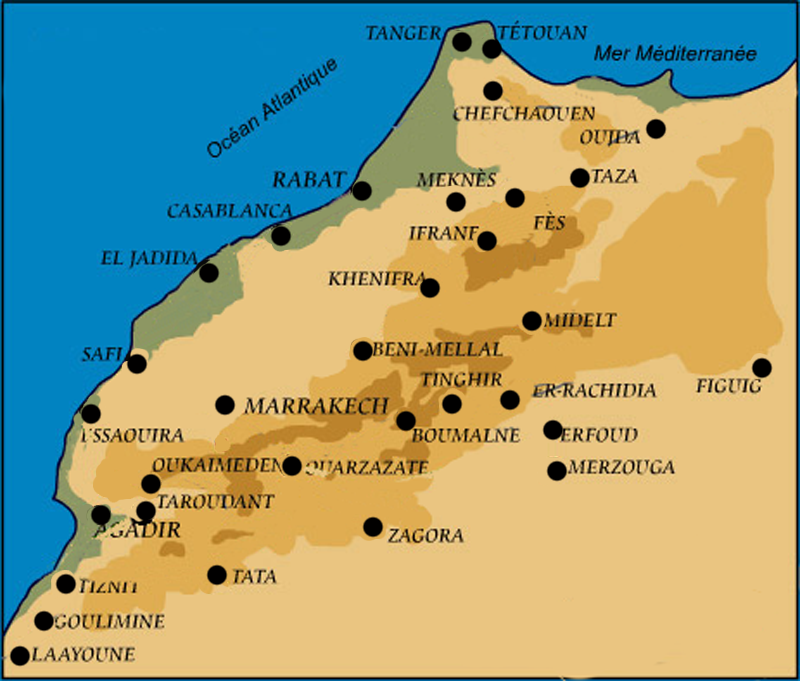 TANGER
TÉTOUAN
Mer Méditerranée
Océan Atlantique
CHEFCHAOUEN
OUJDA
RABAT
MEKNÈS
TAZA
CASABLANCA
FÈS
IFRANE
EL JADIDA
KHENIFRA
MIDELT
SAFI
BENI-MELLAL
TINGHIR
FIGUIG
ER-RACHIDIA
MARRAKECH
ESSAOUIRA
BOUMALNE
ERFOUD
OUKAIMEDEN
OUARZAZATE
MERZOUGA
TAROUDANT
AGADIR
ZAGORA
TATA
TIZNIT
GOULIMINE
LAAYOUNE